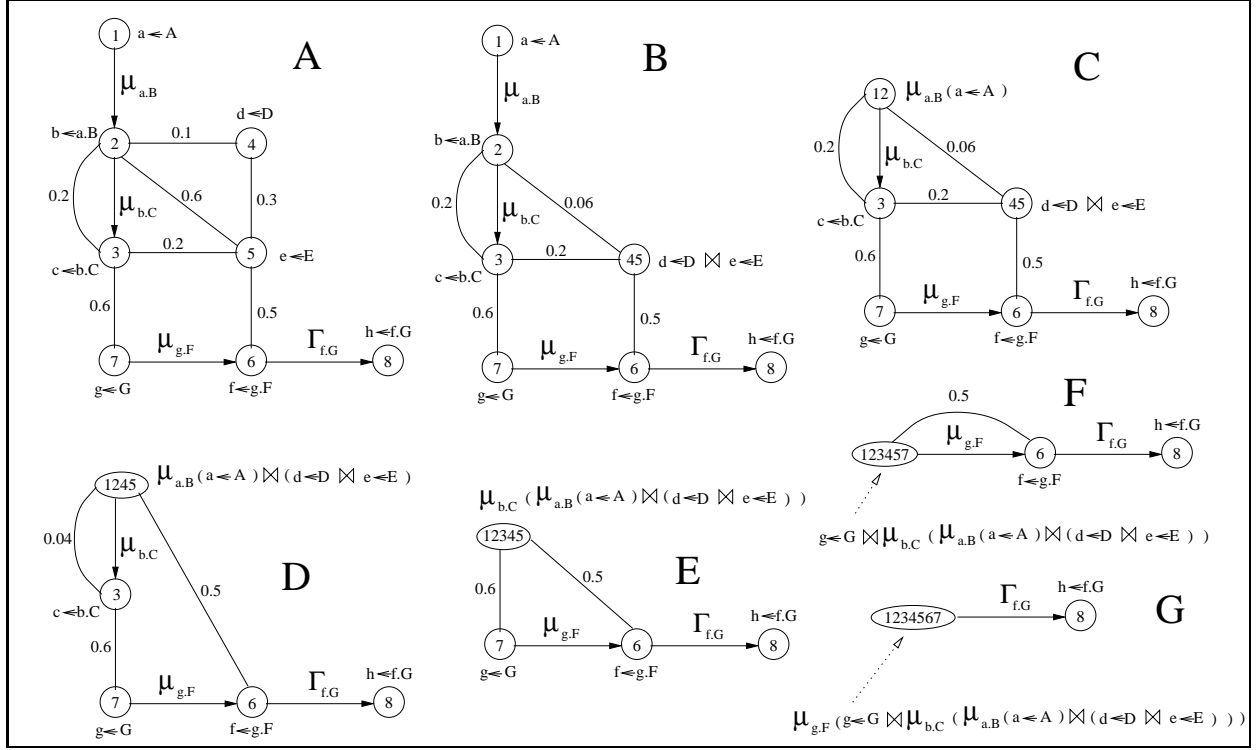 A
1
a⋲A
μ a.B
b⋲a.B
2
0.1
d⋲D
4
0.2
μ b.C
0.6
0.3
c⋲b.C
3
0.2
5
e⋲E
0.6
0.5
7
g⋲G
μ g.F
6
f⋲g.F
Γ f.G
h⋲f.G
8
B
1
a⋲A
μ a.B
b⋲a.B
2
0.2
μ b.C
0.06
c⋲b.C
3
0.2
45
d⋲D ⋈ e⋲E
0.6
0.5
7
g⋲G
μ g.F
6
f⋲g.F
Γ f.G
h⋲f.G
8
C
12
μ a.B (a⋲A)
0.2
μ b.C
0.06
3
c⋲b.C
0.2
45
d⋲D ⋈ e⋲E
0.6
0.5
7
g⋲G
μ g.F
6
f⋲g.F
Γ f.G
h⋲f.G
8
D
1245
μ a.B (a⋲A) ⋈ (d⋲D ⋈ e⋲E)
0.04
μ b.C
0.5
3
c⋲b.C
0.6
7
g⋲G
μ g.F
6
f⋲g.F
Γ f.G
h⋲f.G
8
E
μ b.C (μ a.B (a⋲A) ⋈ (d⋲D ⋈ e⋲E))
12345
0.6
0.5
7
g⋲G
μ g.F
6
f⋲g.F
Γ f.G
h⋲f.G
8
F
0.5
123457
μ g.F
6
f⋲g.F
Γ f.G
h⋲f.G
8
g⋲G ⋈ μ b.C (μ a.B (a⋲A) ⋈ (d⋲D ⋈ e⋲E))
G
1234567
Γ f.G
h⋲f.G
8
μ g.F (g⋲G ⋈ μ b.C (μ a.B (a⋲A) ⋈ (d⋲D ⋈ e⋲E)))